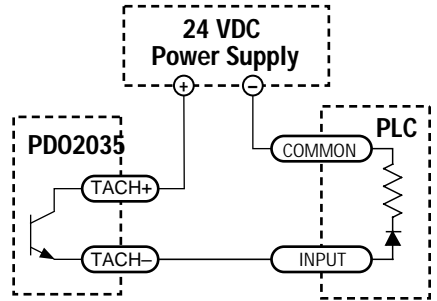 24 VDC
Power Supply
+
–
PLC
PDO2035
COMMON
TACH+
TACH–
INPUT